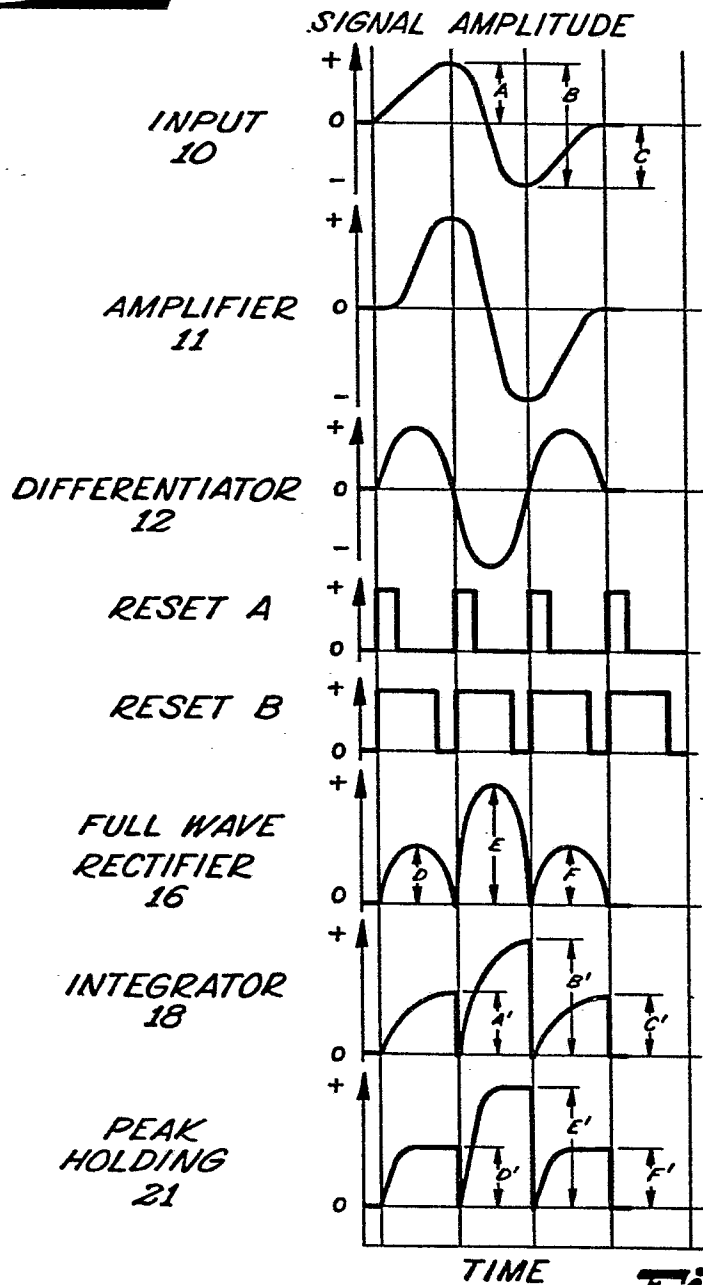 SIGNAL AMPLITUDE
+
A
B
INPUT
10
0
C
-
+
AMPLIFIER
11
0
-
+
DIFFERENTIATOR
12
0
-
+
RESET A
0
+
RESET B
0
+
FULL WAVE
RECTIFIER
16
D
E
F
0
+
INTEGRATOR
18
A'
B'
C'
0
+
PEAK
HOLDING
21
D'
E'
F'
0
TIME